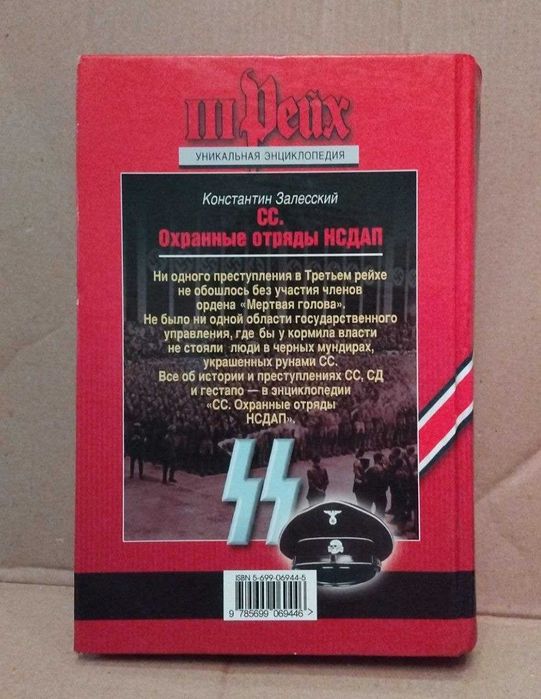 III Рейх
УНИКАЛЬНАЯ ЭНЦИКЛОПЕДИЯ
Константин Залесский
СС.
Охранные отряды НСДАП
Ни одного преступления в Третьем рейхе
не обошлось без участия членов
ордена «Мертвая голова».
Не было ни одной области государственного
управления, где бы у кормила власти
не стояли люди в черных мундирах,
украшенных рунами СС.
Все об истории и преступлениях СС, СД
и гестапо — в энциклопедии
«СС. Охранные отряды
НСДАП».
ISBN 5-699-06944-5
9 785699 069446 >